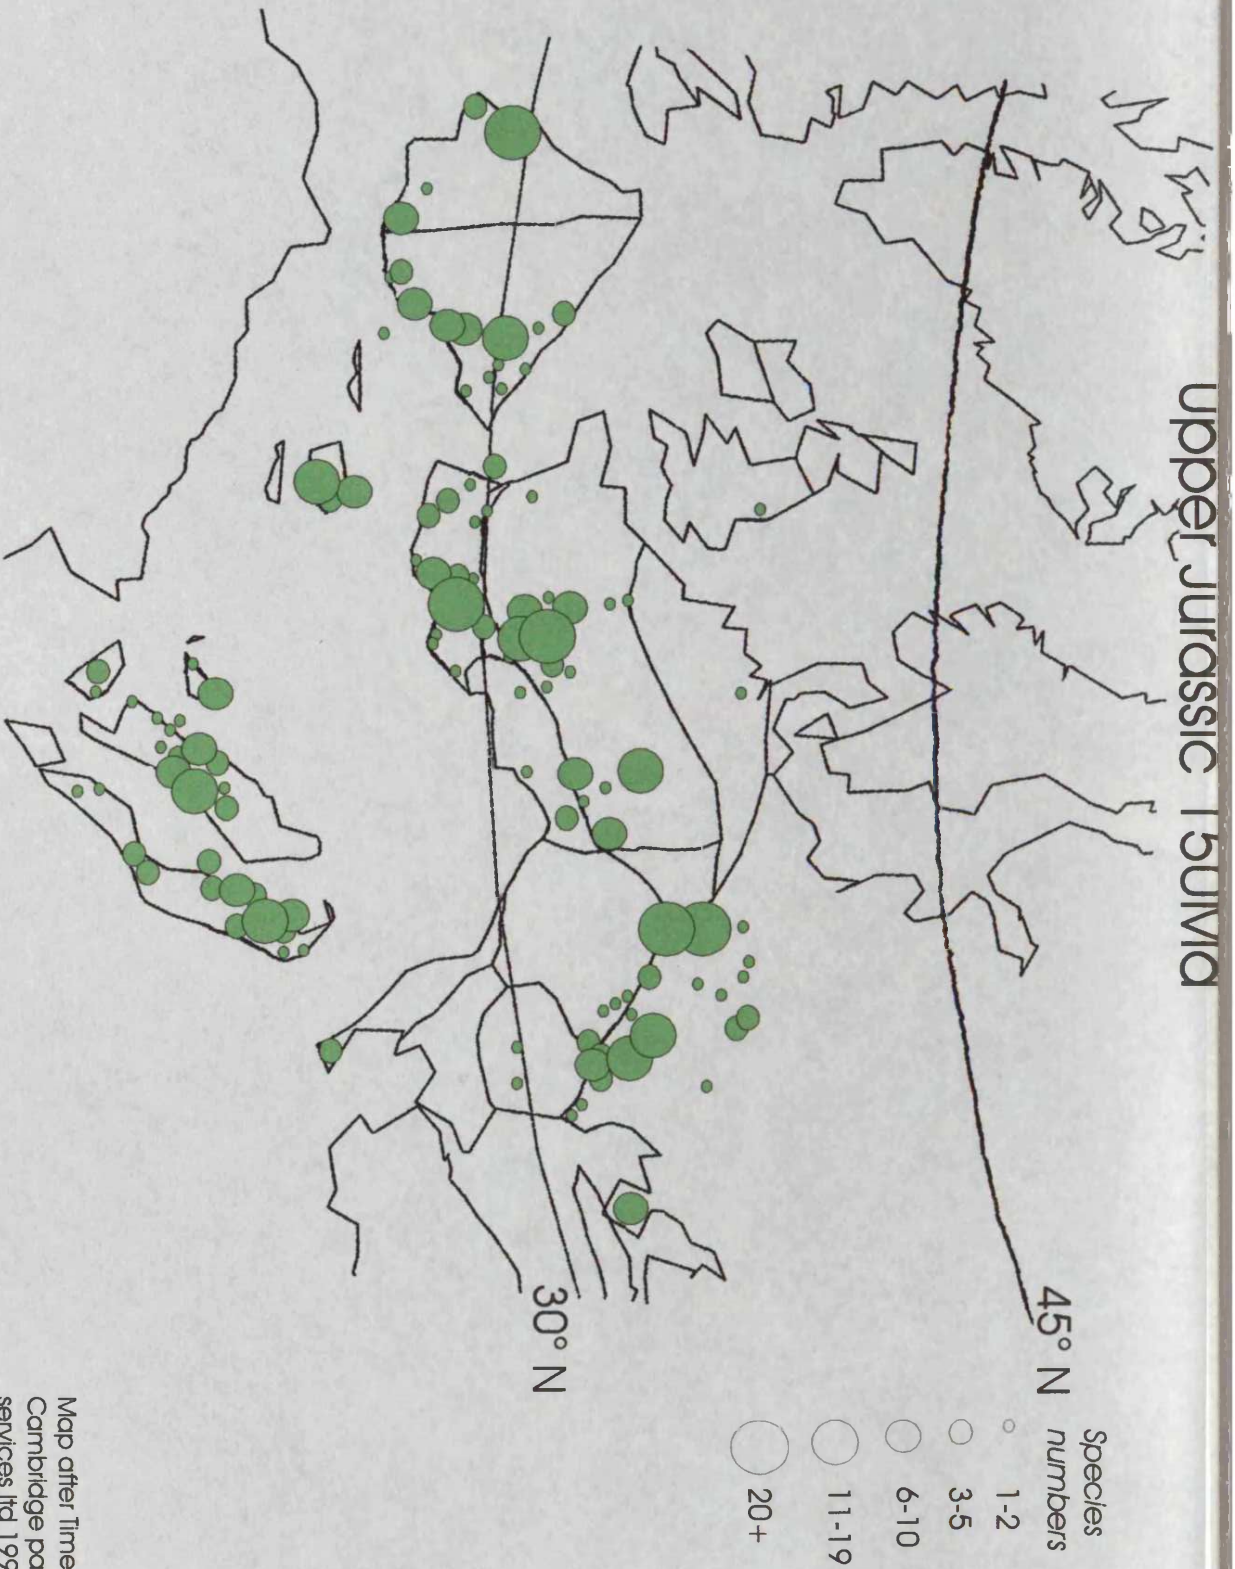 Upper Jurassic 150Ma
45° N
30° N
Species
numbers
1-2
3-5
6-10
11-19
20+
Map after Time
Cambridge pa
services ltd 199